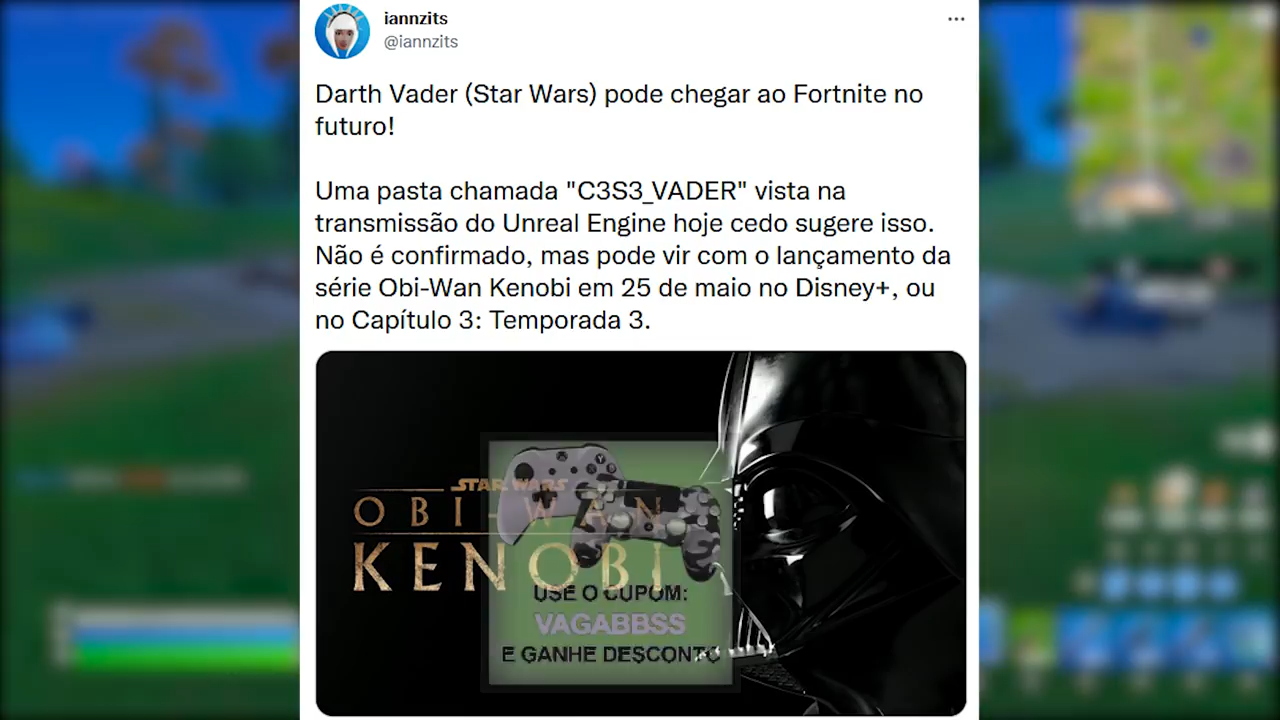 iannzits
@iannzits
Darth Vader (Star Wars) pode chegar ao Fortnite no
futuro!
Uma pasta chamada "C3S3_VADER" vista na
transmissão do Unreal Engine hoje cedo sugere isso.
Não é confirmado, mas pode vir com o lançamento da
série Obi-Wan Kenobi em 25 de maio no Disney+, ou
no Capítulo 3: Temporada 3.
STAR WARS
OBI-WAN
KENOBI
USE O CUPOM:
VAGABBSS
E GANHE DESCONTO